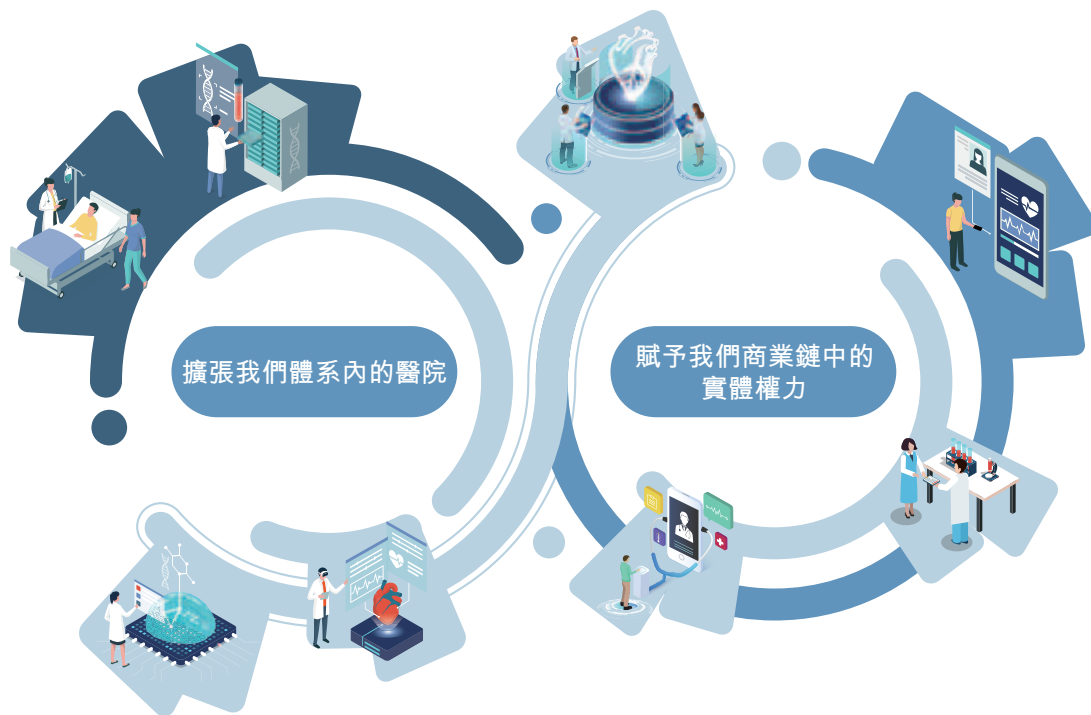 擴張我們體系內的醫院
賦予我們商業鏈中的
實體權力